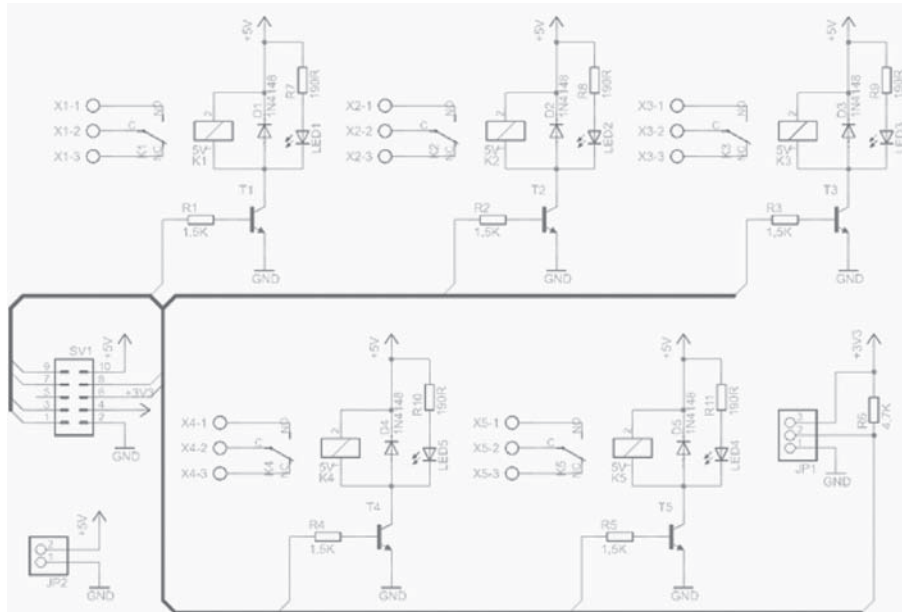 +5V
+5V
+5V
R7
190R
R8
190R
R9
190R
D1
1N4148
D2
1N4148
D3
1N4148
X1-1
X1-2
X1-3
C
K1
NC
2
5V
K1
LED1
X2-1
X2-2
X2-3
C
K2
NC
2
5V
LED2
X3-1
X3-2
X3-3
C
K3
NC
2
5V
K3
LED3
T1
T2
T3
R1
1,5K
R2
1,5K
R3
1,5K
GND
GND
GND
SV1
+5V
9
10
7
8
5
6
+3V3
3
4
1
2
GND
+5V
+5V
+3V3
R10
190R
R11
190R
D4
1N4148
D5
1N4148
X4-1
X4-2
X4-3
C
K4
NC
2
5V
K4
LED5
X5-1
X5-2
X5-3
C
K5
NC
2
5V
K5
LED4
R6
4,7K
3
2
1
JP1
GND
T4
T5
R4
1,5K
R5
1,5K
GND
GND
+5V
2
1
JP2
GND